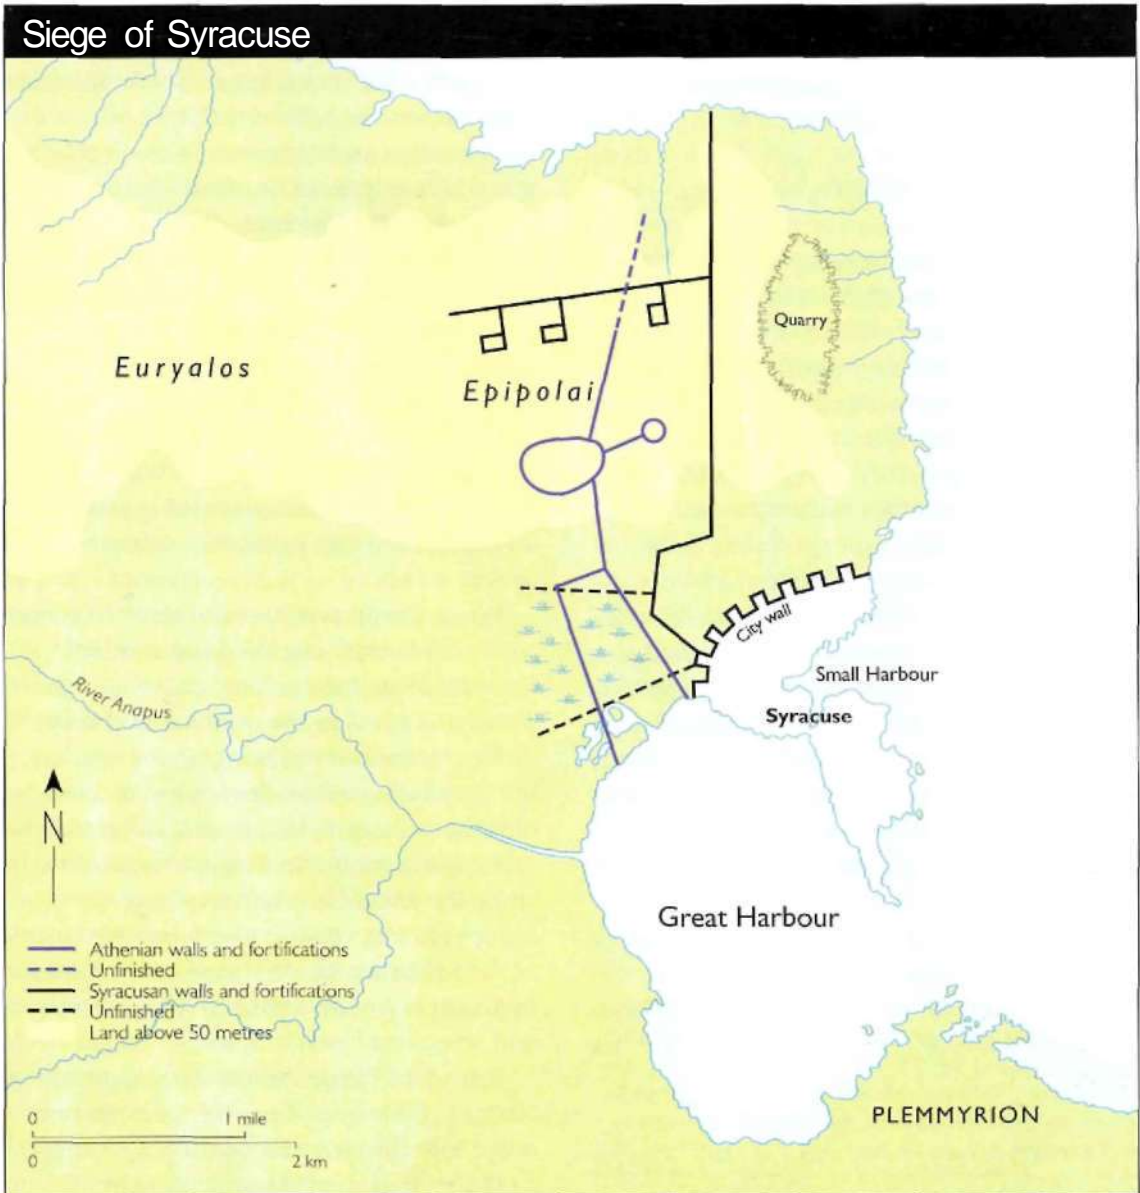 Siege of Syracuse
Quarry
Euryalos
Epipolai
City wall
Small Harbour
River Anapus
Syracuse
N
Great Harbour
Athenian walls and fortifications
Unfinished
Syracusan walls and fortifications
Unfinished
Land above 50 metres
0 1 mile
0 2 km
PLEMMYRION